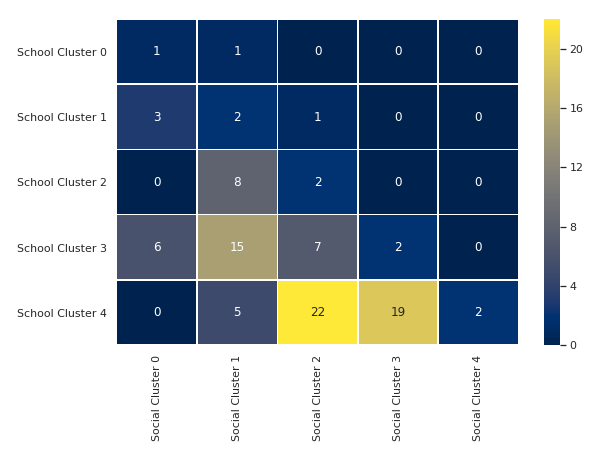 School Cluster 0 1 1 0 0 0
School Cluster 1 3 2 1 0 0
School Cluster 2 0 8 2 0 0
School Cluster 3 6 15 7 2 0
School Cluster 4 0 5 22 19 2
Social Cluster 0
Social Cluster 1
Social Cluster 2
Social Cluster 3
Social Cluster 4
20
16
12
8
4
0